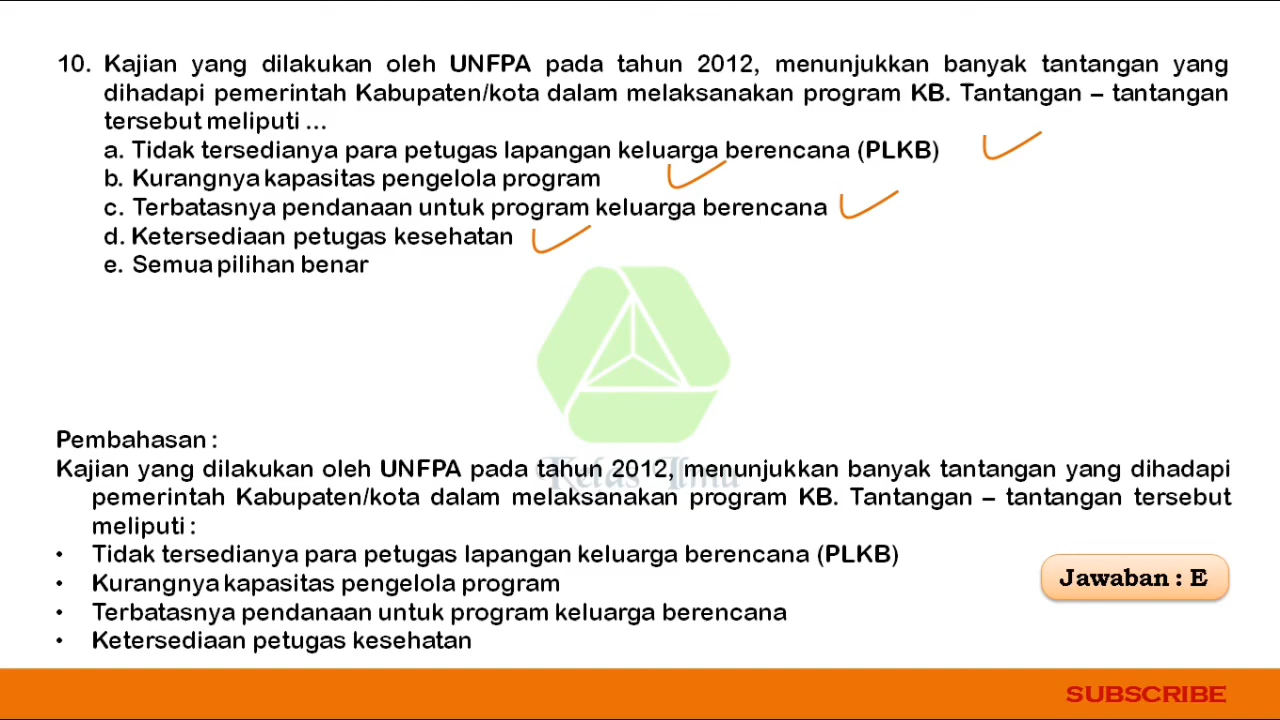 10. Kajian yang dilakukan oleh UNFPA pada tahun 2012, menunjukkan banyak tantangan yang
dihadapi pemerintah Kabupaten/kota dalam melaksanakan program KB. Tantangan – tantangan
tersebut meliputi ...
a. Tidak tersedianya para petugas lapangan keluarga berencana (PLKB)
b. Kurangnya kapasitas pengelola program
c. Terbatasnya pendanaan untuk program keluarga berencana
d. Ketersediaan petugas kesehatan
e. Semua pilihan benar
Pembahasan :
Kajian yang dilakukan oleh UNFPA pada tahun 2012, menunjukkan banyak tantangan yang dihadapi
pemerintah Kabupaten/kota dalam melaksanakan program KB. Tantangan – tantangan tersebut
meliputi :
• Tidak tersedianya para petugas lapangan keluarga berencana (PLKB)
• Kurangnya kapasitas pengelola program
• Terbatasnya pendanaan untuk program keluarga berencana
• Ketersediaan petugas kesehatan
Kelas Ilmu
Jawaban : E
SUBSCRIBE